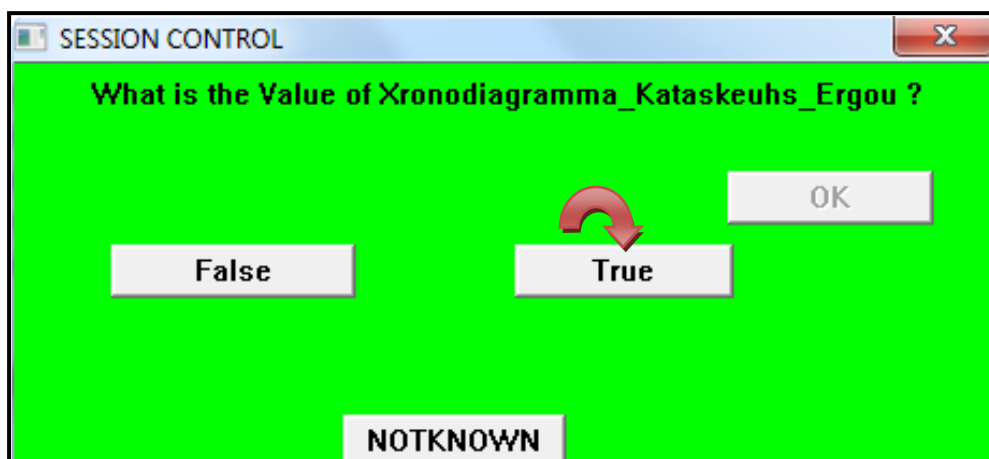 SESSION CONTROL
What is the Value of Xronodiagramma_Kataskeuhs_Ergou ?
OK
False
True
NOTKNOWN